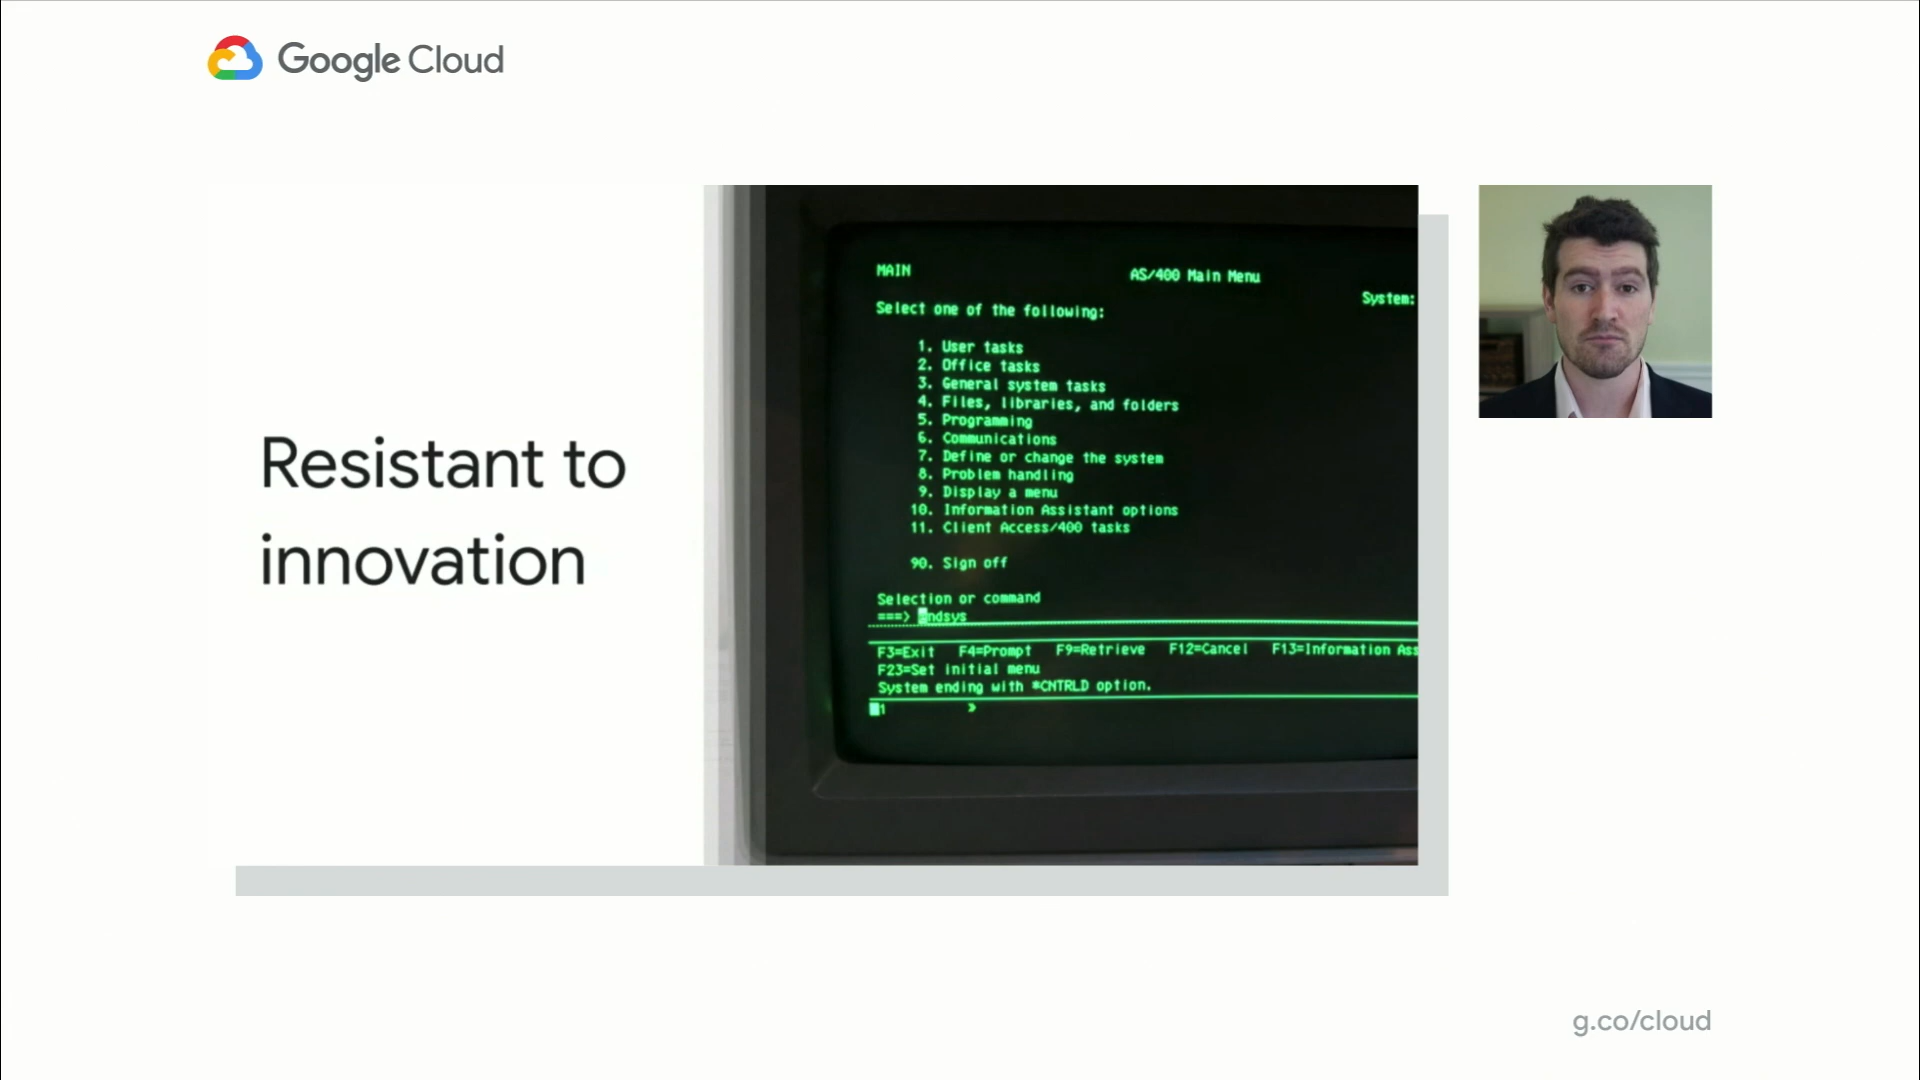 Google Cloud
Resistant to
innovation
MAIN
AS/400 Main Menu
System:
Select one of the following:
1. User tasks
2. Office tasks
3. General system tasks
4. Files, libraries, and folders
5. Programming
6. Communications
7. Define or change the system
8. Problem handling
9. Display a menu
10. Information Assistant options
11. Client Access/400 tasks
90. Sign off
Selection or command
===> endsys
F3=Exit F4=Prompt F9=Retrieve F12=Cancel F13=Information Ass
F23=Set initial menu
System ending with *CNTRLD option.
g.co/cloud